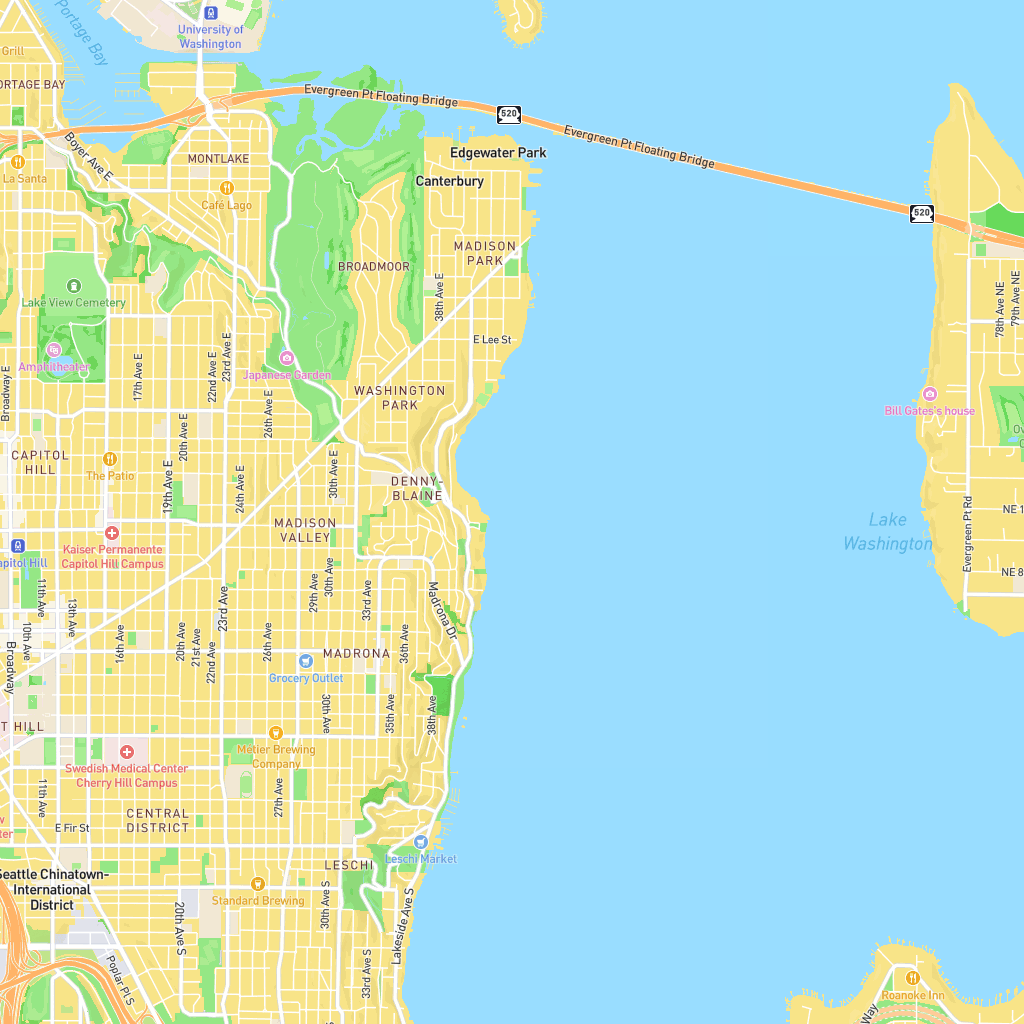 Portage Bay
University of
Washington
Grill
Evergreen Pt Floating Bridge
520
Evergreen Pt Floating Bridge
Boyer Ave E
MONTLAKE
Edgewater Park
La Santa
Canterbury
Café Lago
520
MADISON
PARK
BROADMOOR
38th Ave E
78th Ave NE
79th Ave NE
Lake View Cemetery
E Lee St
Amphitheater
17th Ave E
22nd Ave E
23rd Ave E
Japanese Garden
Broadway E
WASHINGTON
PARK
26th Ave E
Bill Gates's house
20th Ave E
CAPITOL
HILL
The Patio
19th Ave E
24th Ave E
30th Ave E
DENNY-
BLAINE
MADISON
VALLEY
Lake
Washington
Evergreen Pt Rd
NE 1
Kaiser Permanente
Capitol Hill Campus
apitol Hill
NE 8
11th Ave
13th Ave
10th Ave
16th Ave
23rd Ave
20th Ave
21st Ave
22nd Ave
26th Ave
29th Ave
30th Ave
33rd Ave
36th Ave
Madrona Dr
MADRONA
Broadway
Grocery Outlet
30th Ave
35th Ave
38th Ave
T HILL
Metier Brewing
Company
Swedish Medical Center
Cherry Hill Campus
11th Ave
27th Ave
CENTRAL
DISTRICT
E Fir St
LESCHI
Leschi Market
Seattle Chinatown-
International
District
Standard Brewing
20th Ave S
30th Ave S
Lakeside Ave S
33rd Ave S
Poplar Pl S
Roanoke Inn
Way